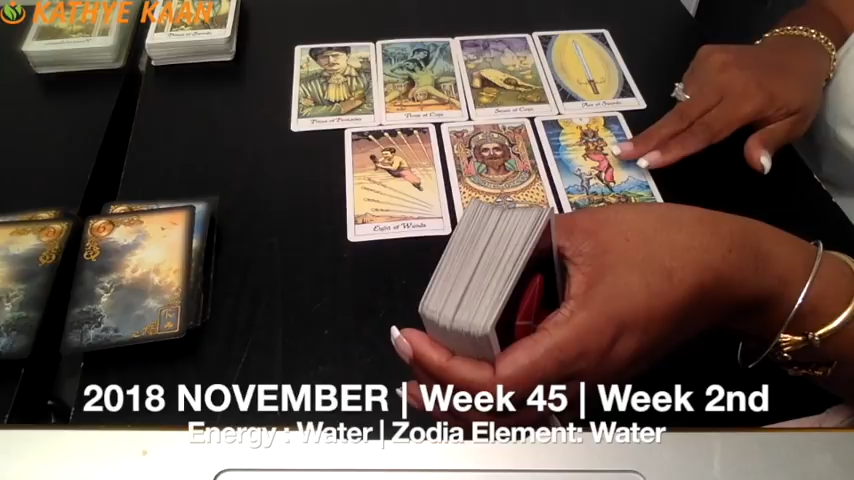 KATHYE KAAN
Prince of Pentacles
Three of Cups
Seven of Cups
Ace of Swords
Eight of Wands
2018 NOVEMBER | Week 45 | Week 2nd
Energy : Water | Zodia Element: Water